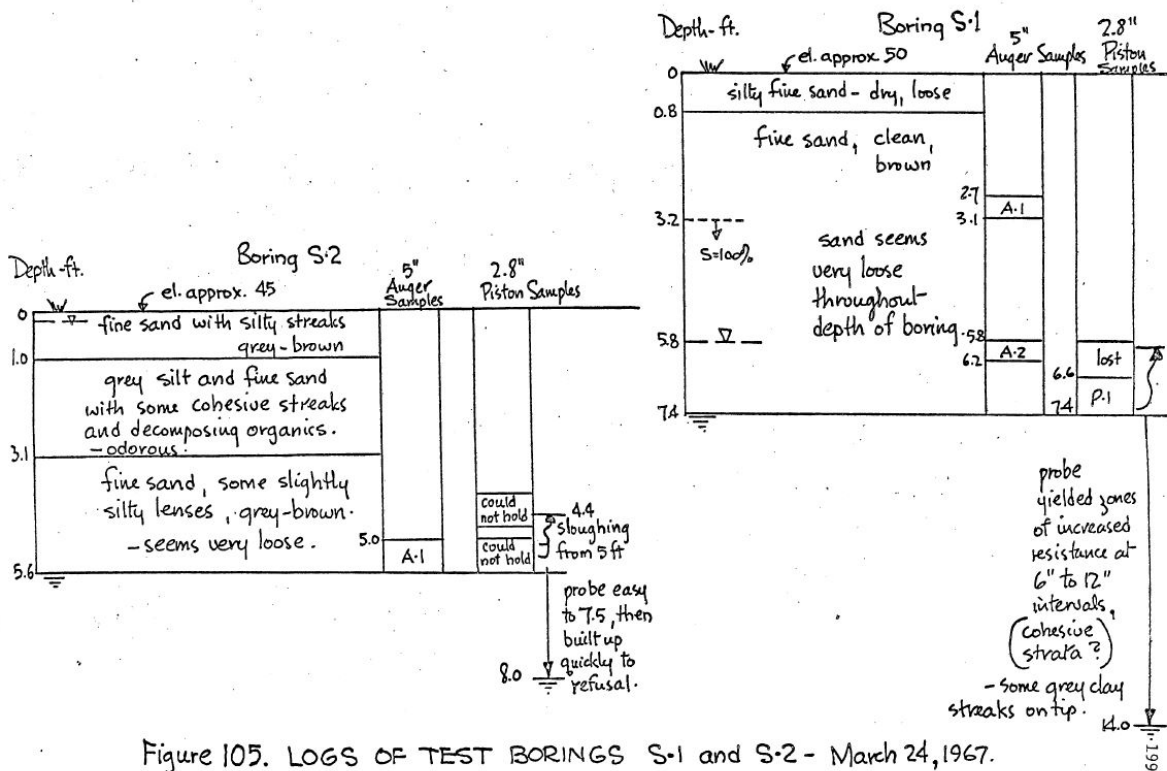 Boring S-1
Depth-ft.
5"
Auger Samples
2.8"
Piston
Samples
el. approx. 50
0
silty fine sand - dry, loose
0.8
fine sand, clean,
brown
2.7
A-1
3.1
3.2
S=100%
sand seems
very loose
throughout
depth of boring.
5.8
5.8
A-2
6.2
lost
6.6
P-1
7.4
7.4
probe
yielded zones
of increased
resistance at
6" to 12"
intervals,
(cohesive
strata?)
- some grey clay
streaks on tip.
14.0
Boring S-2
Depth-ft.
5"
Auger
Samples
2.8"
Piston Samples
el. approx. 45
0
fine sand with silty streaks
grey-brown
1.0
grey silt and fine sand
with some cohesive streaks
and decomposing organics.
- odorous.
3.1
fine sand, some slightly
silty lenses, grey-brown.
- seems very loose.
5.0
A-1
could
not hold
could
not hold
4.4
sloughing
from 5 ft
5.6
probe easy
to 7.5, then
built up
quickly to
refusal.
8.0
Figure 105. LOGS OF TEST BORINGS S-1 and S-2 - March 24, 1967.
199